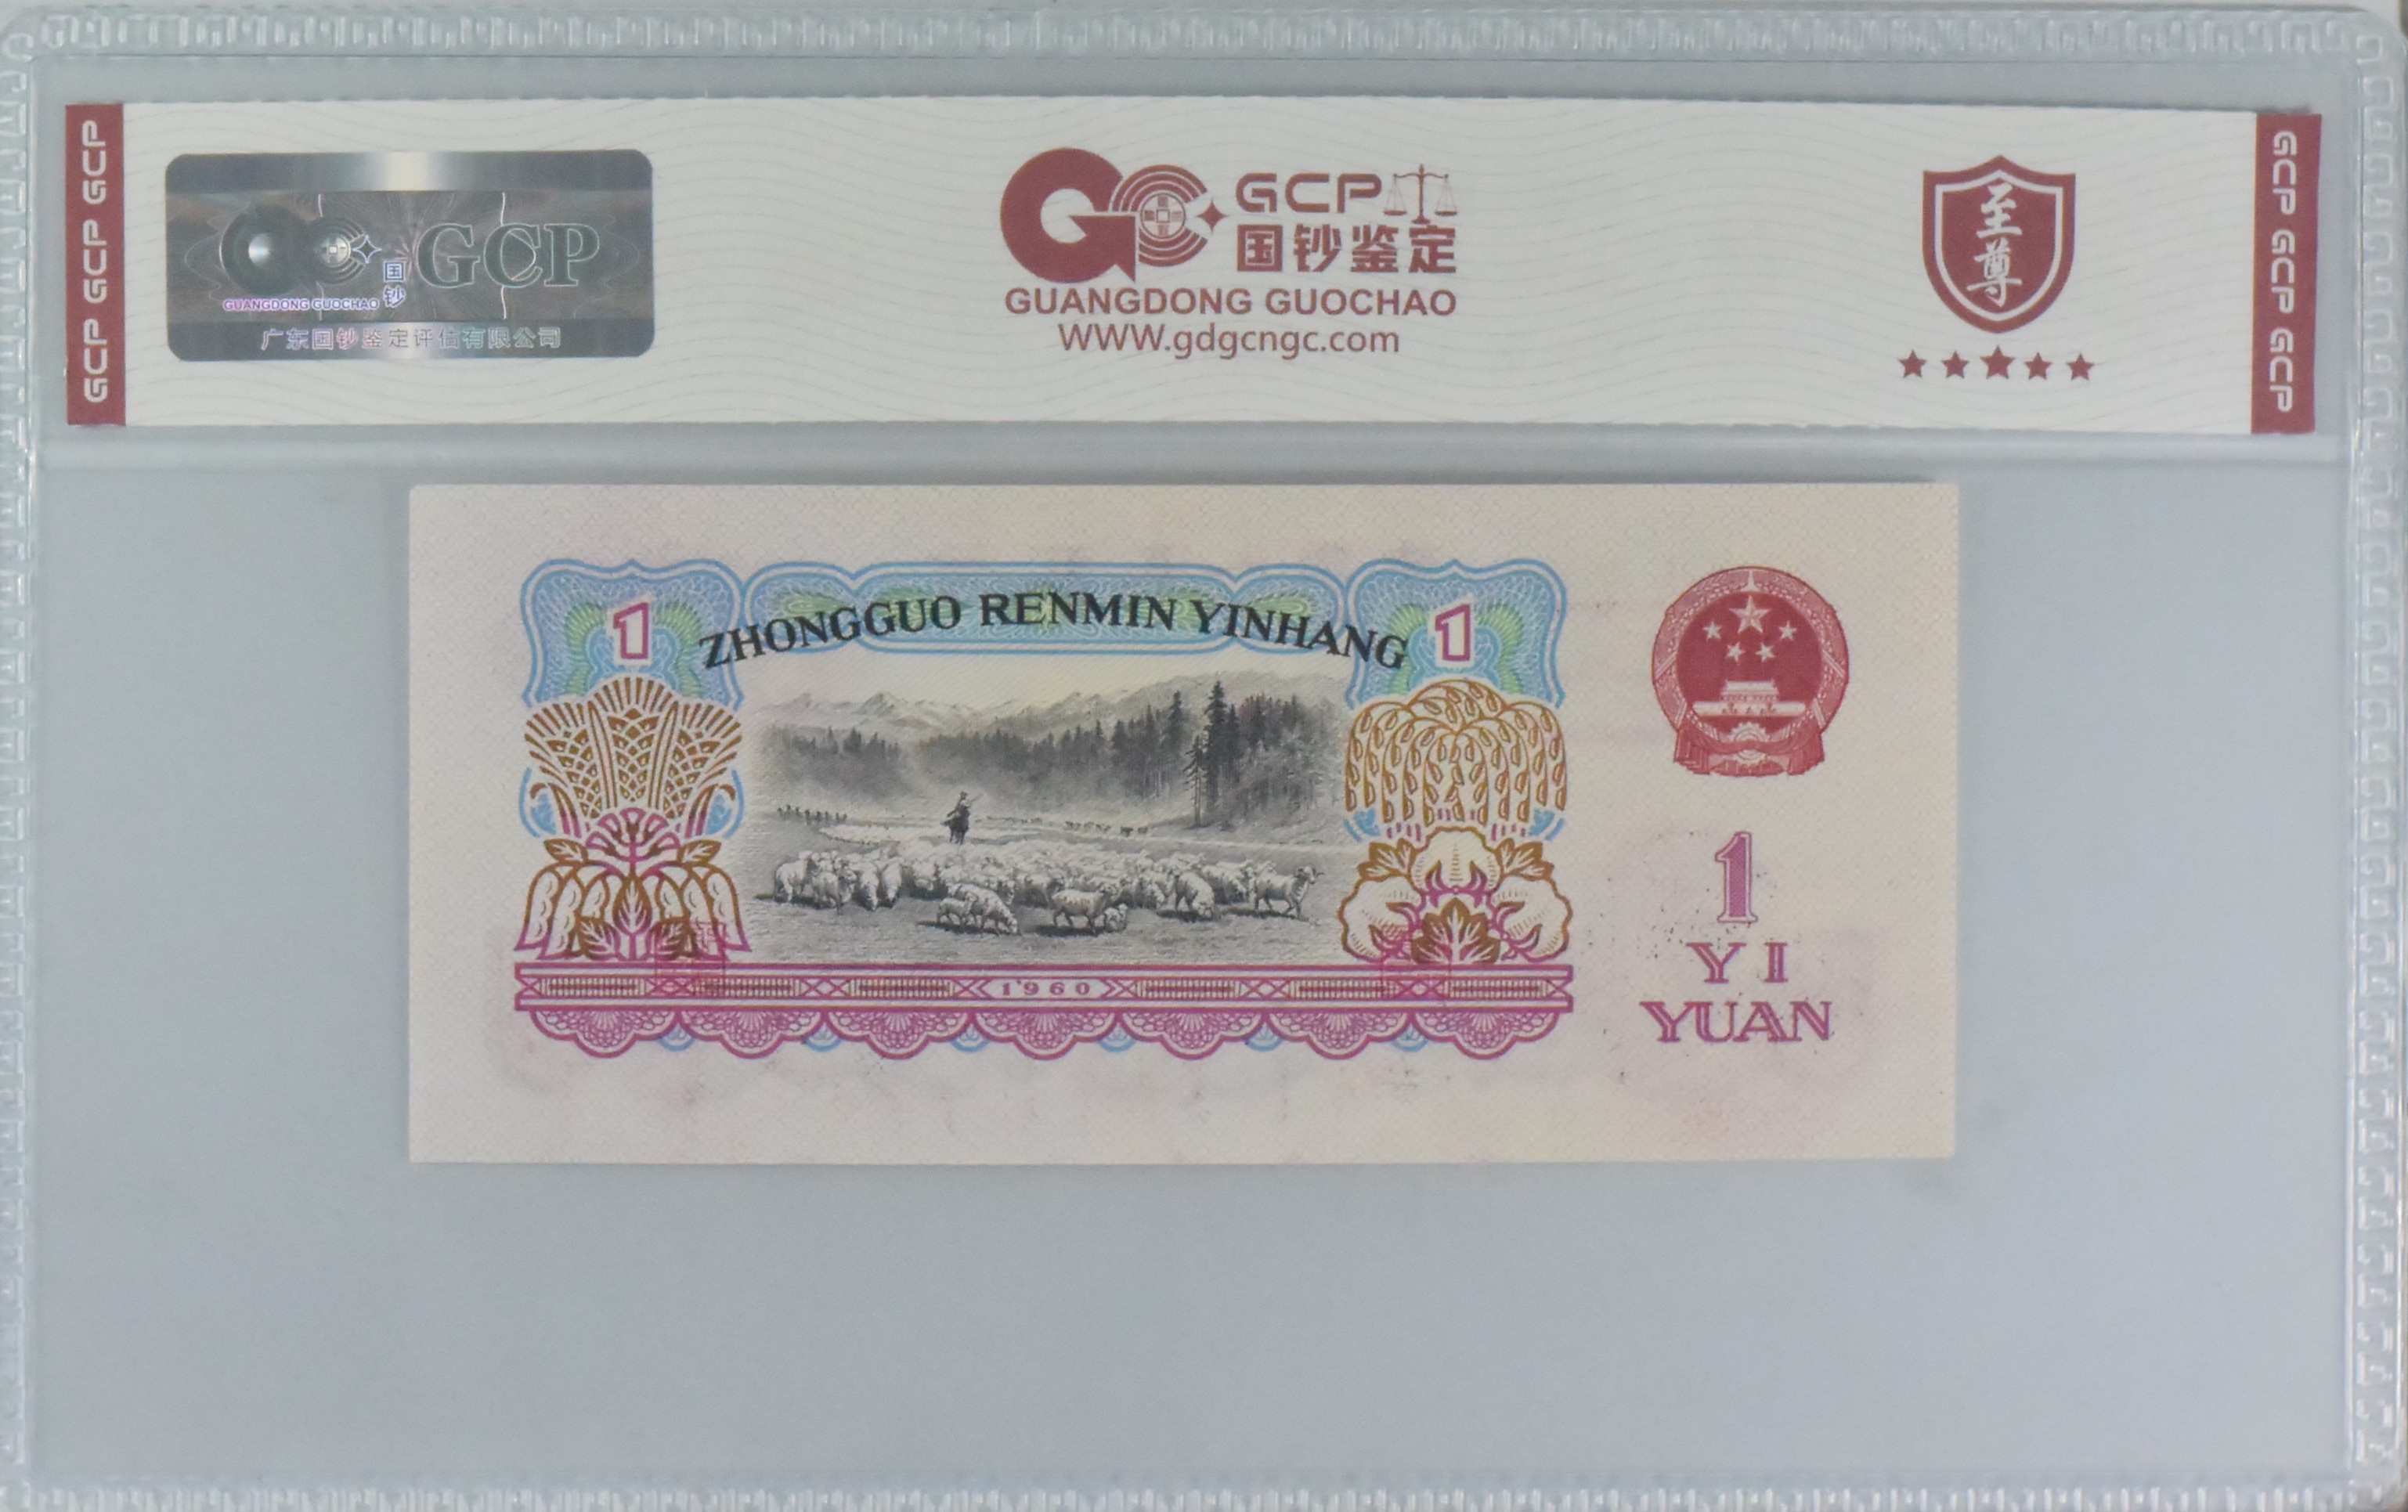 GCP GCP GCP
GCP
国钞
GUANGDONG GUOCHAO
广东国钞鉴定评估有限公司
GCP
国钞鉴定
GUANGDONG GUOCHAO
WWW.gdgcngc.com
至尊
GCP GCP GCP
1
ZHONGGUO RENMIN YINHANG
1
1960
1
YI
YUAN